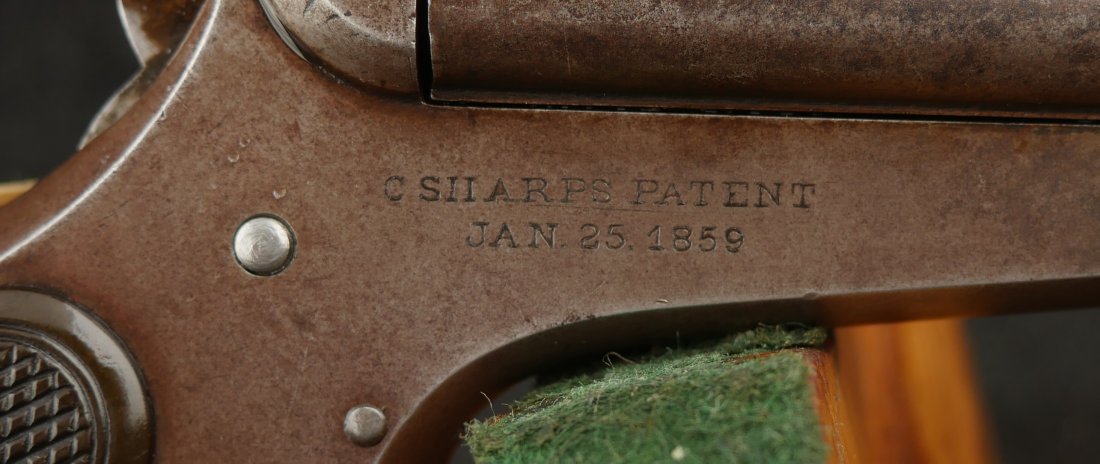 C SHARPS PATENT
JAN. 25. 1859